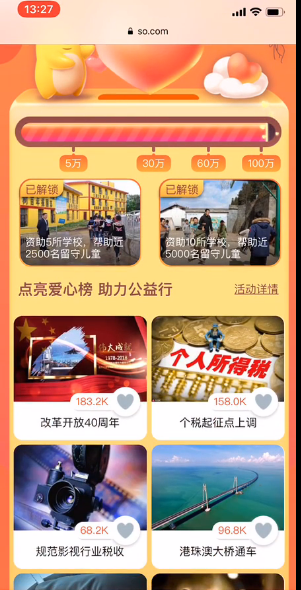 13:27
so.com
5万
30万
60万
100万
已解锁
资助5所学校，帮助近
2500名留守儿童
已解锁
资助10所学校，帮助近
5000名留守儿童
点亮爱心榜 助力公益行
活动详情
伟大成就
1978-2018
183.2K
改革开放40周年
个人所得税
158.0K
个税起征点上调
68.2K
规范影视行业税收
96.8K
港珠澳大桥通车